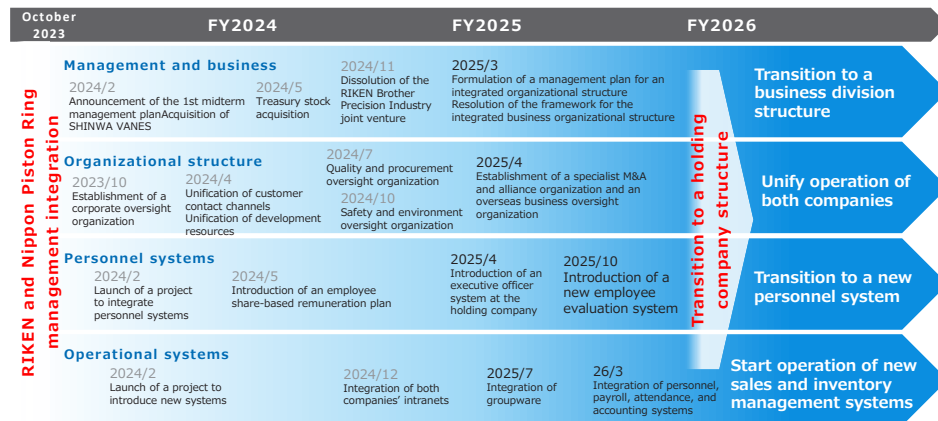 October
2023
FY2024
FY2025
FY2026
RIKEN and Nippon Piston Ring
management integration
Management and business
2024/2
Announcement of the 1st midterm
management planAcquisition of
SHINWA VANES
2024/5
Treasury stock
acquisition
2024/11
Dissolution of the
RIKEN Brother
Precision Industry
joint venture
2025/3
Formulation of a management plan for an
integrated organizational structure
Resolution of the framework for the
integrated business organizational structure
Transition to a
business division
structure
Organizational structure
2023/10
Establishment of a
corporate oversight
organization
2024/4
Unification of customer
contact channels
Unification of development
resources
2024/7
Quality and procurement
oversight organization
2024/10
Safety and environment
oversight organization
2025/4
Establishment of a specialist M&A
and alliance organization and an
overseas business oversight
organization
Unify operation of
both companies
Transition to a holding
company structure
Personnel systems
2024/2
Launch of a project
to integrate
personnel systems
2024/5
Introduction of an employee
share-based remuneration plan
2025/4
Introduction of an
executive officer
system at the
holding company
2025/10
Introduction of a
new employee
evaluation system
Transition to a new
personnel system
Operational systems
2024/2
Launch of a project to
introduce new systems
2024/12
Integration of both
companies' intranets
2025/7
Integration of
groupware
26/3
Integration of personnel,
payroll, attendance, and
accounting systems
Start operation of new
sales and inventory
management systems